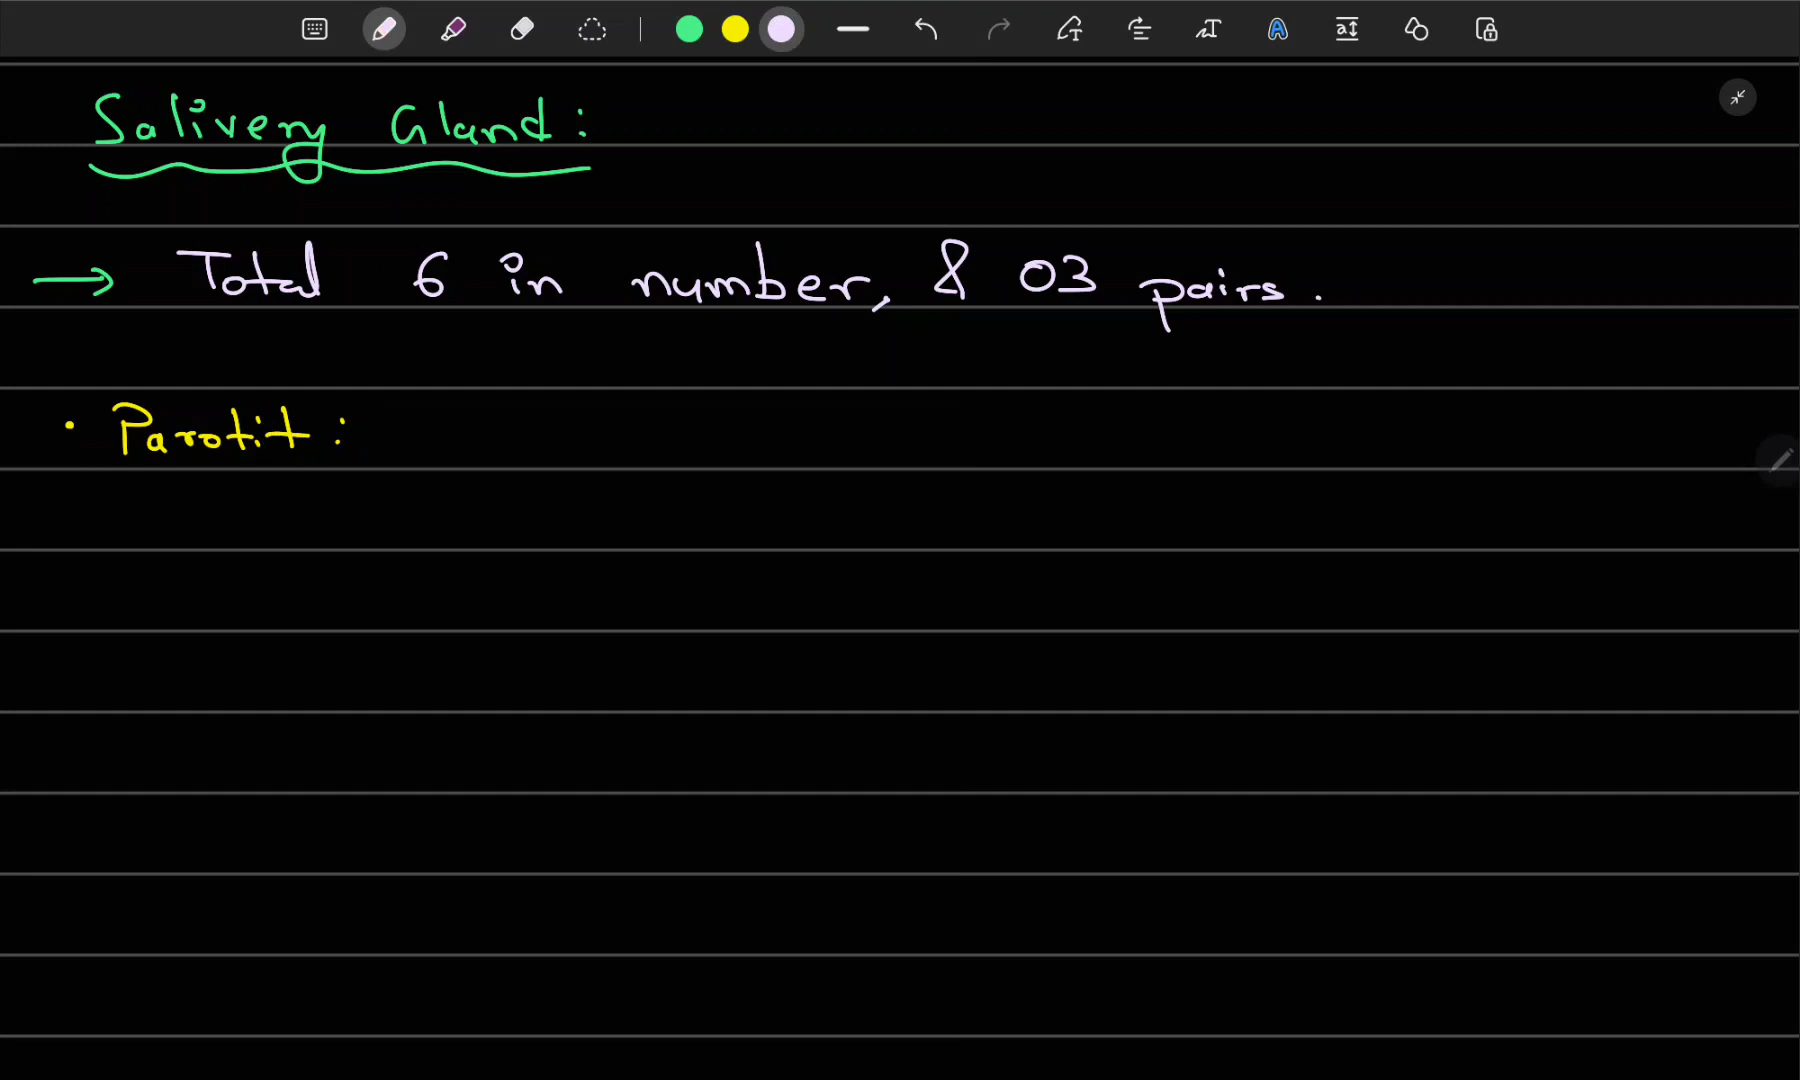 Salivery Gland:
→ Total 6 in number, & 03 pairs.
• Parotit: